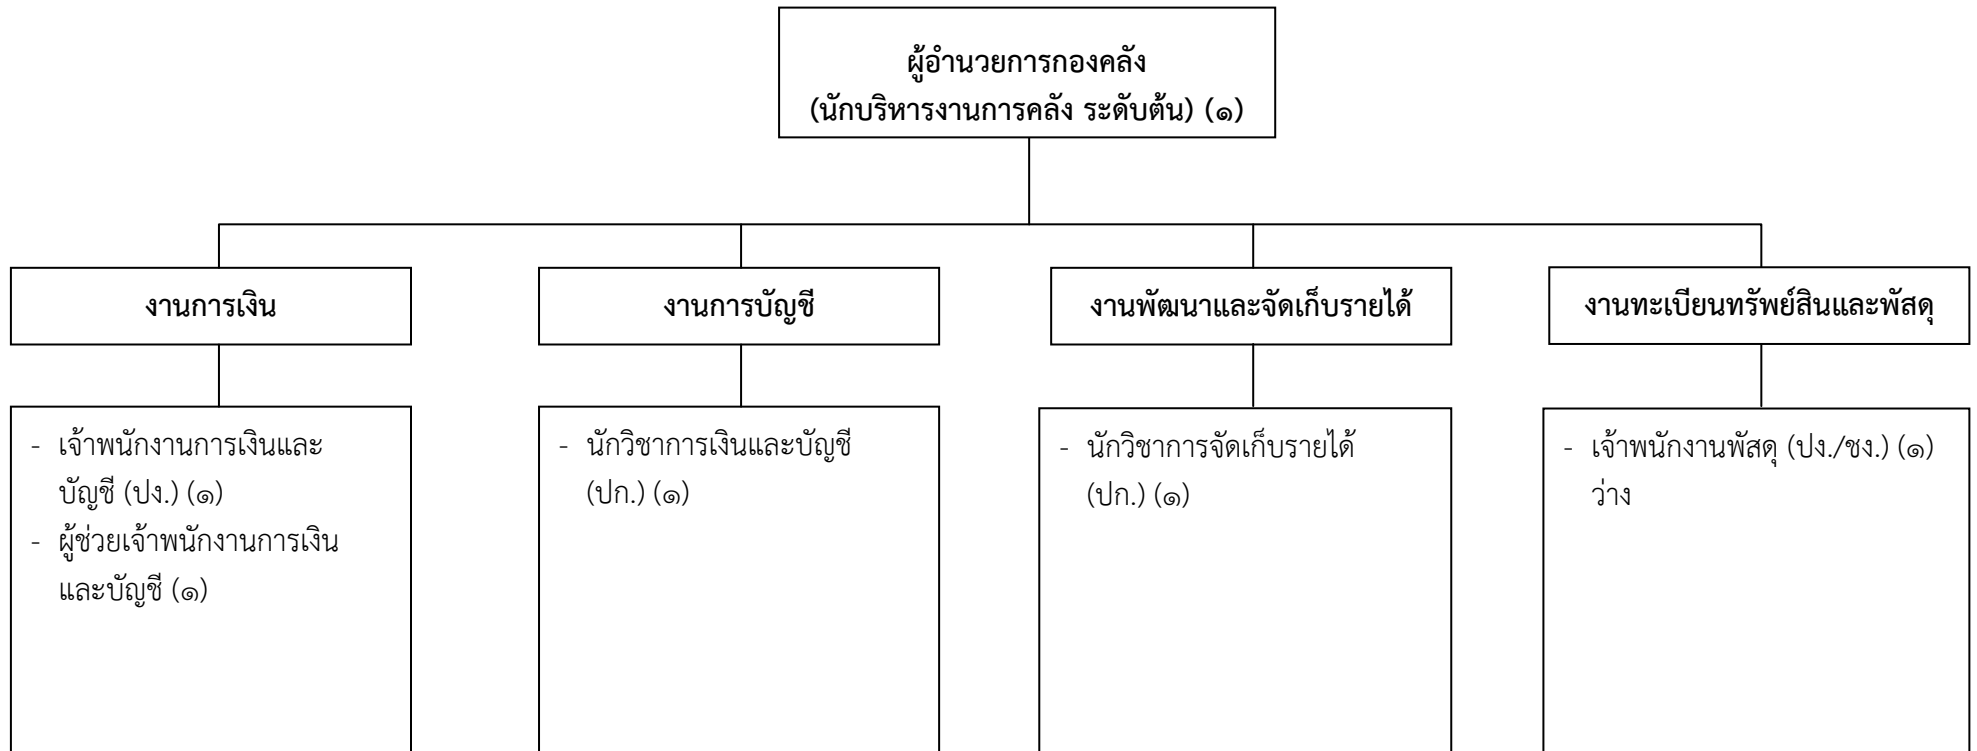 ผู้อำนวยการกองคลัง
(นักบริหารงานการคลัง ระดับต้น) (๑)
งานการเงิน
งานการบัญชี
งานพัฒนาและจัดเก็บรายได้
งานทะเบียนทรัพย์สินและพัสดุ
- เจ้าพนักงานการเงินและ
บัญชี (ปง.) (๑)
- ผู้ช่วยเจ้าพนักงานการเงิน
และบัญชี (๑)
- นักวิชาการเงินและบัญชี
(ปก.) (๑)
- นักวิชาการจัดเก็บรายได้
(ปก.) (๑)
- เจ้าพนักงานพัสดุ (ปง./ชง.) (๑)
ว่าง